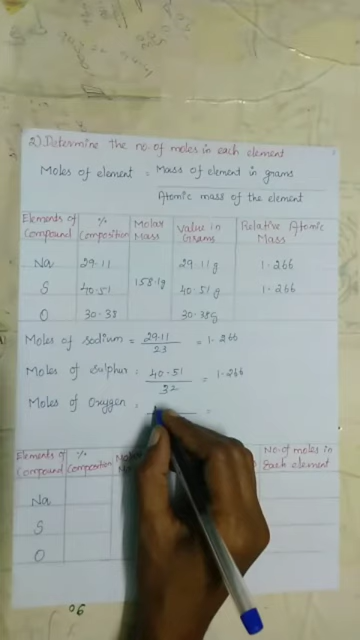 2) Determine the no. of moles in each element
Moles of element = Mass of element in grams
Atomic mass of the element
Elements of Compound % Composition Molar Mass Value in Grams Relative Atomic Mass
Na 29.11 29.11g 1.266
158.1g
S 40.51 40.51g 1.266
O 30.38 30.38g
Moles of sodium = 29.11 / 23 = 1.266
Moles of Sulphur : 40.51 / 32 = 1.266
Moles of Oxygen : =
Elements of Compound % Composition No. of moles in Each element
Na
S
O